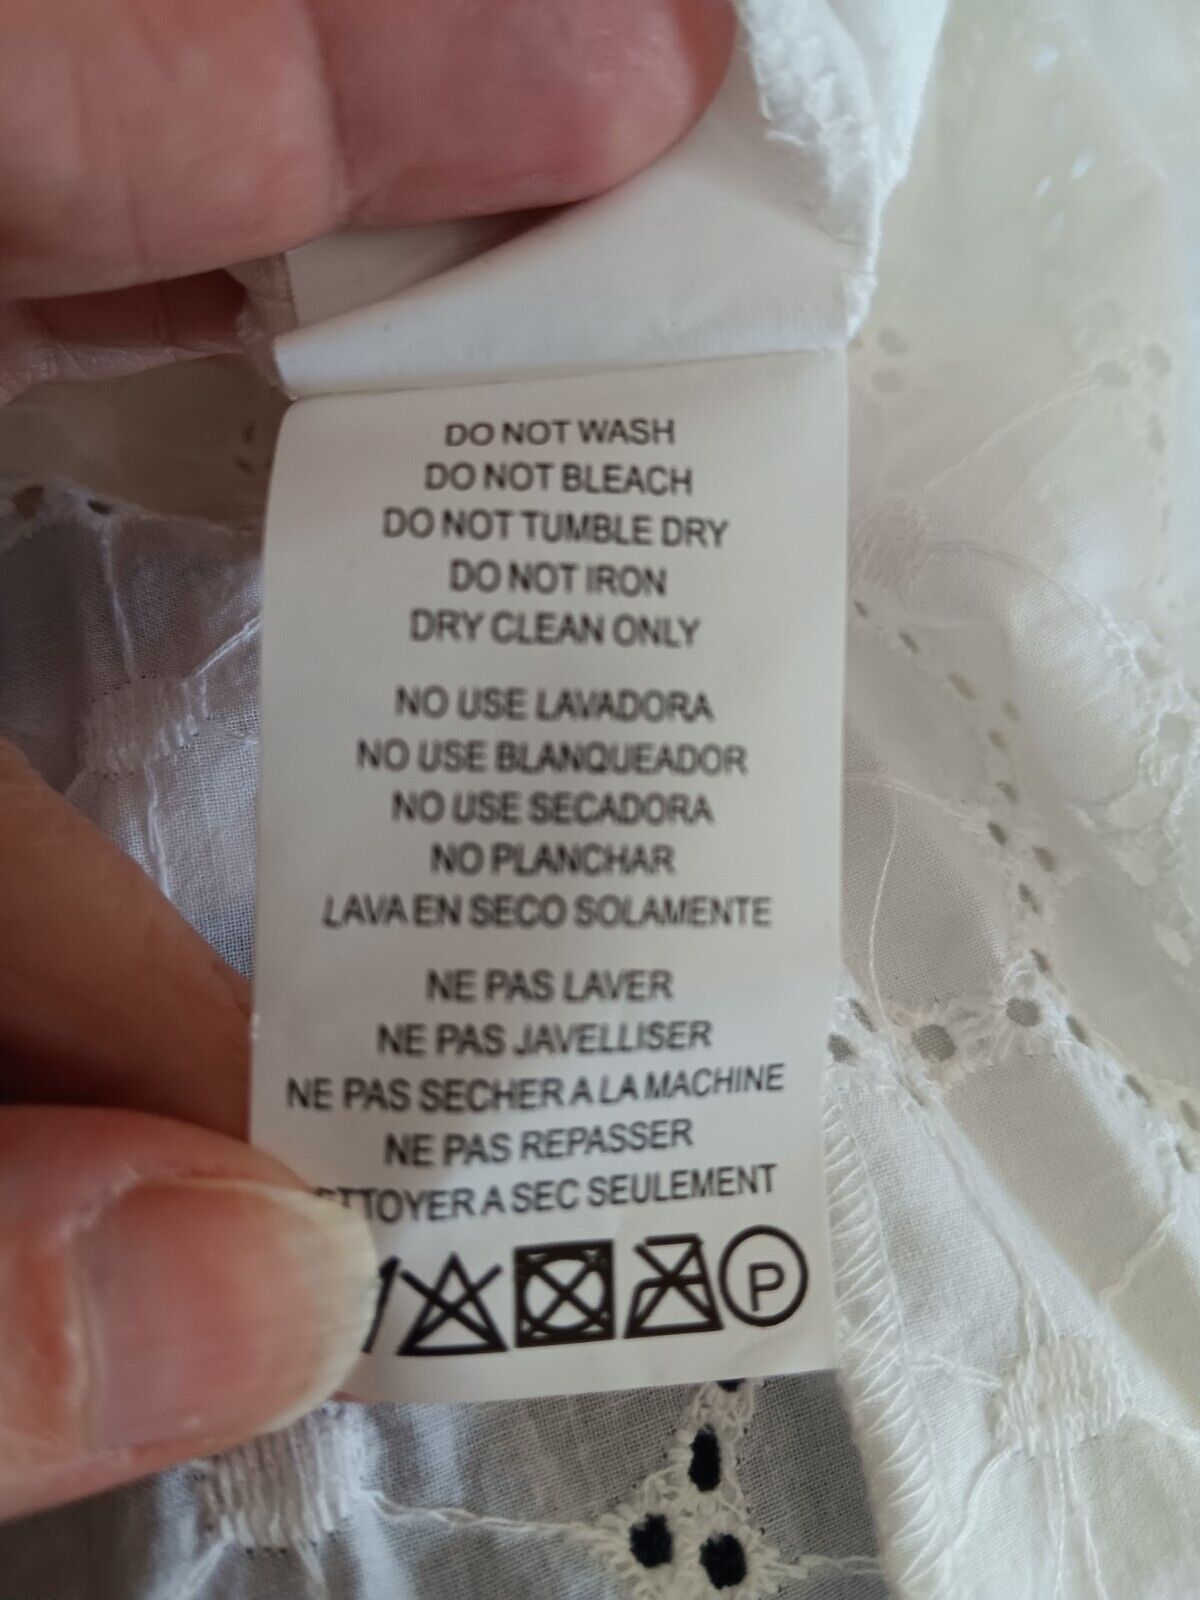 DO NOT WASH
DO NOT BLEACH
DO NOT TUMBLE DRY
DO NOT IRON
DRY CLEAN ONLY
NO USE LAVADORA
NO USE BLANQUEADOR
NO USE SECADORA
NO PLANCHAR
LAVA EN SECO SOLAMENTE
NE PAS LAVER
NE PAS JAVELLISER
NE PAS SECHER A LA MACHINE
NE PAS REPASSER
A SEC SEULEMENT
P